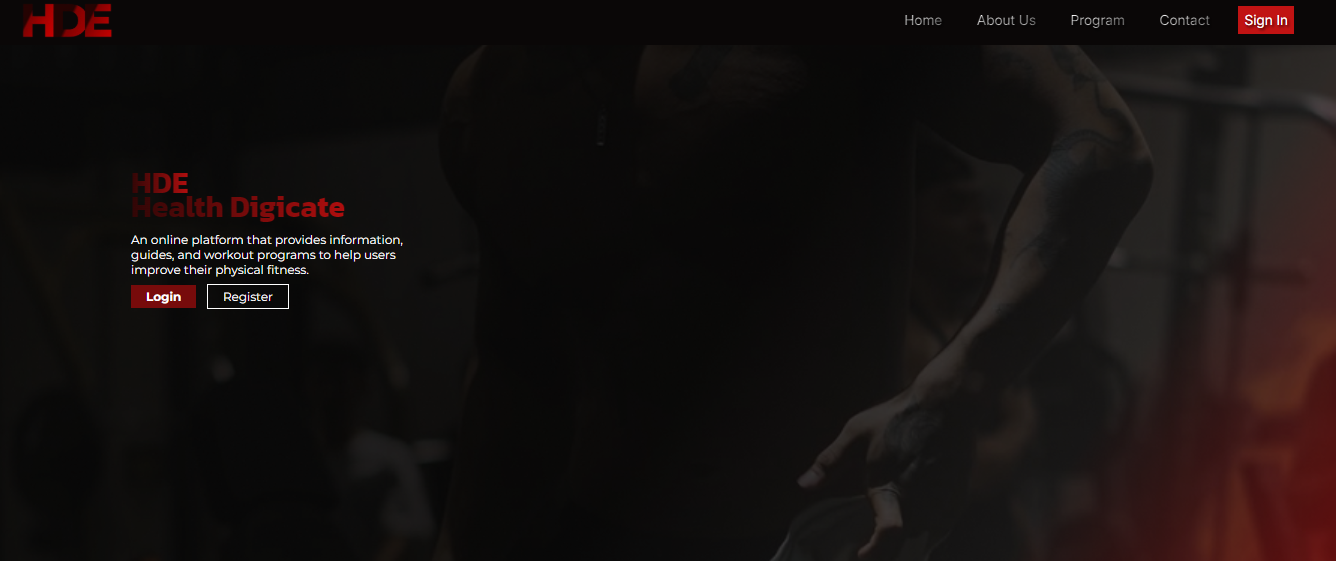 HDE
Home About Us Program Contact Sign In
HDE
Health Digicate
An online platform that provides information,
guides, and workout programs to help users
improve their physical fitness.
Login Register